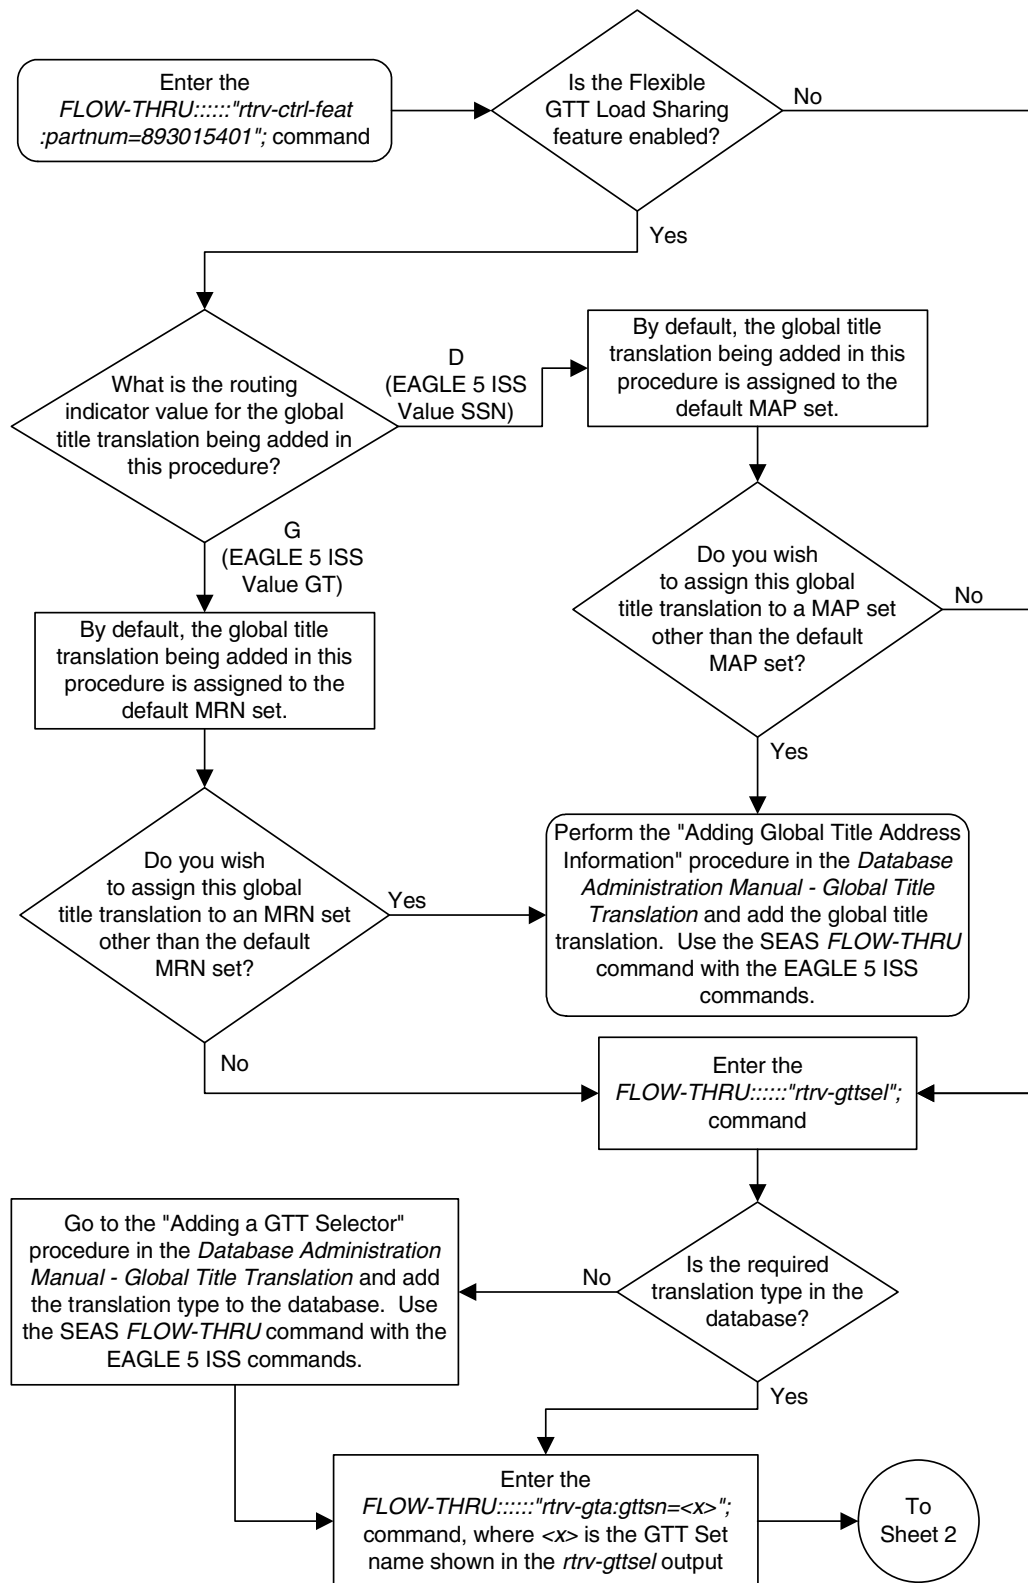 Enter the
FLOW-THRU::::::"rtrv-ctrl-feat
:partnum=893015401"; command
Is the Flexible
GTT Load Sharing
feature enabled?
No
Yes
What is the routing
indicator value for the global
title translation being added in
this procedure?
D
(EAGLE 5 ISS
Value SSN)
By default, the global title
translation being added in this
procedure is assigned to the
default MAP set.
G
(EAGLE 5 ISS
Value GT)
Do you wish
to assign this global
title translation to a MAP set
other than the default
MAP set?
No
Yes
By default, the global title
translation being added in this
procedure is assigned to the
default MRN set.
Do you wish
to assign this global
title translation to an MRN set
other than the default
MRN set?
Yes
No
Perform the "Adding Global Title Address
Information" procedure in the Database
Administration Manual - Global Title
Translation and add the global title
translation.  Use the SEAS FLOW-THRU
command with the EAGLE 5 ISS
commands.
Enter the
FLOW-THRU::::::"rtrv-gttsel";
command
Is the required
translation type in the
database?
No
Yes
Go to the "Adding a GTT Selector"
procedure in the Database Administration
Manual - Global Title Translation and add
the translation type to the database.  Use
the SEAS FLOW-THRU command with the
EAGLE 5 ISS commands.
Enter the
FLOW-THRU::::::"rtrv-gta:gttsn=<x>";
command, where <x> is the GTT Set
name shown in the rtrv-gttsel output
To
Sheet 2